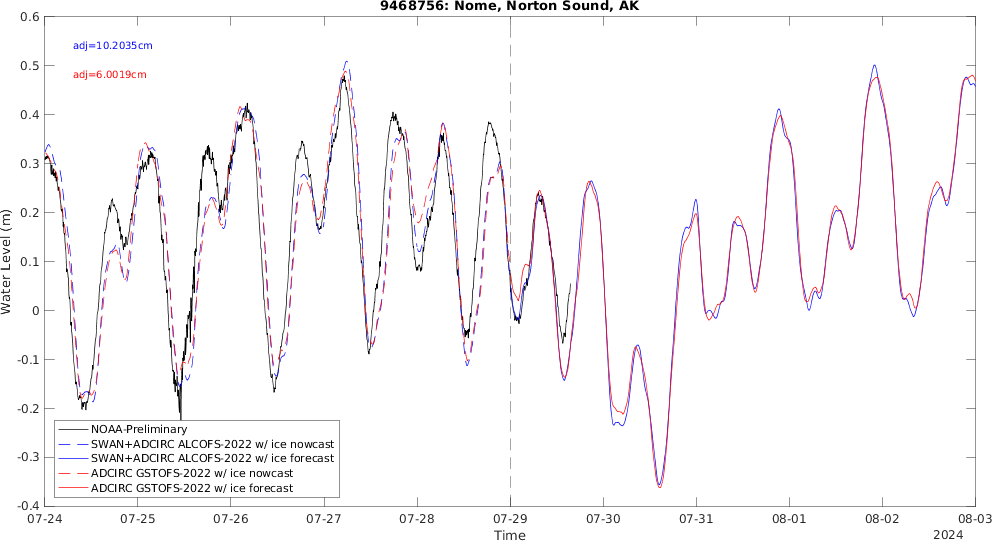 9468756: Nome, Norton Sound, AK
0.6
0.5
0.4
0.3
0.2
0.1
0
-0.1
-0.2
-0.3
-0.4
Water Level (m)
adj=10.2035cm
adj=6.0019cm
NOAA-Preliminary
SWAN+ADCIRC ALCOFS-2022 w/ ice nowcast
SWAN+ADCIRC ALCOFS-2022 w/ ice forecast
ADCIRC GSTOFS-2022 w/ ice nowcast
ADCIRC GSTOFS-2022 w/ ice forecast
07-24 07-25 07-26 07-27 07-28 07-29 07-30 07-31 08-01 08-02 08-03
Time
2024